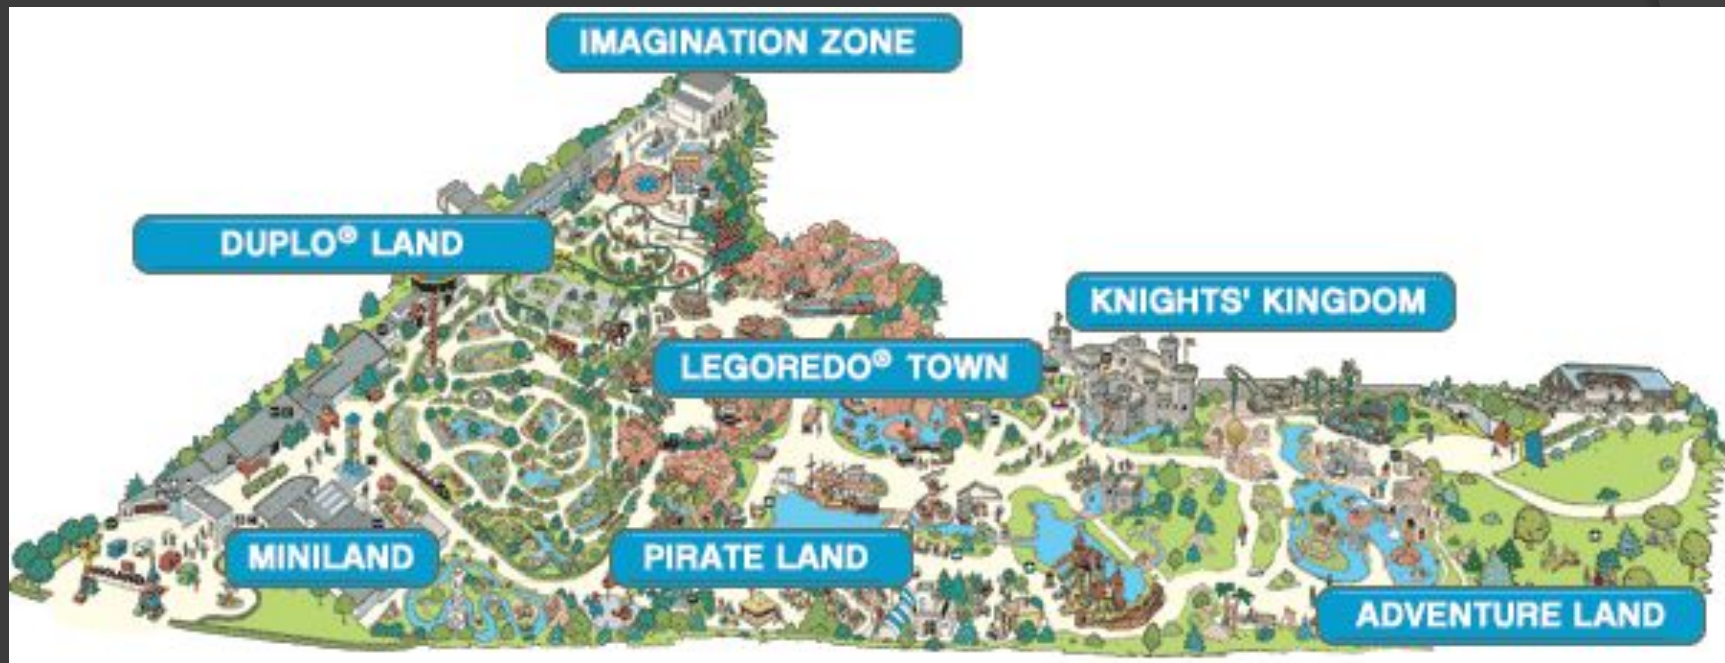 IMAGINATION ZONE
DUPLO® LAND
KNIGHTS' KINGDOM
LEGOREDO® TOWN
MINILAND
PIRATE LAND
ADVENTURE LAND